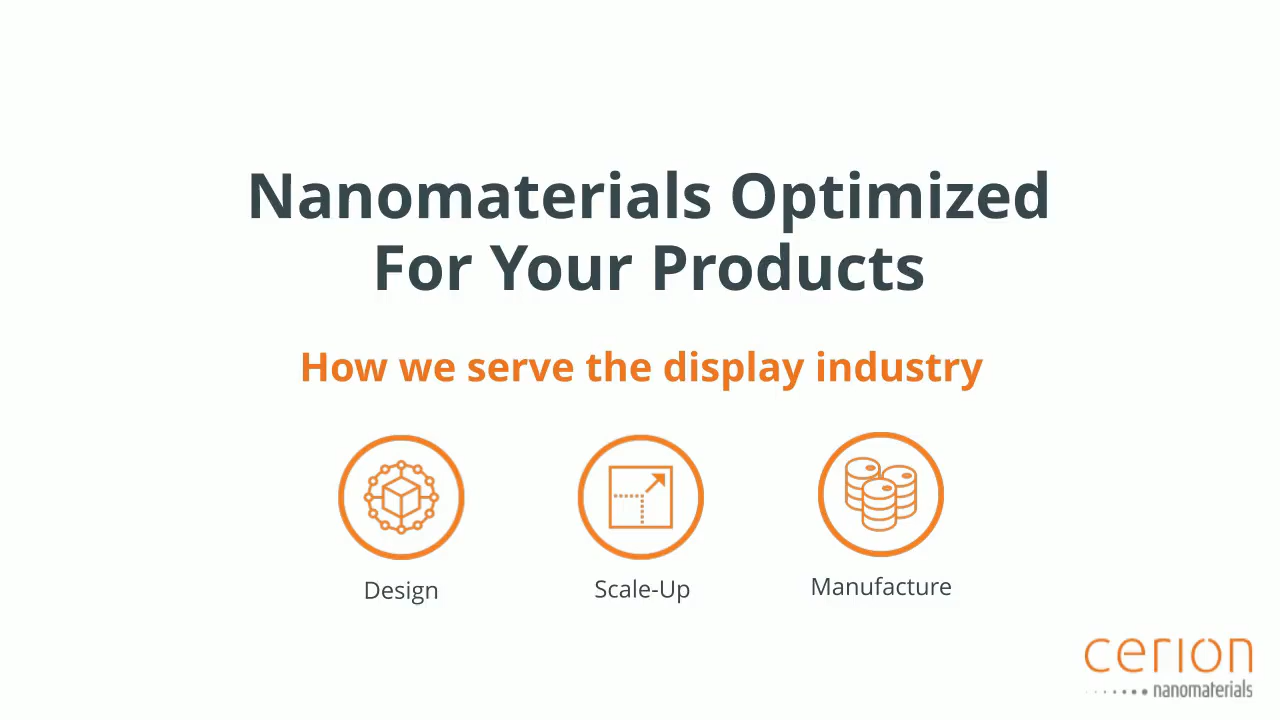 Nanomaterials Optimized
For Your Products
How we serve the display industry
Design
Scale-Up
Manufacture
cerion
nanomaterials